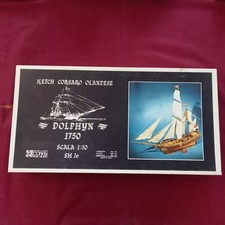 KETCH CORSARO OLANDESE
DOLPHYN
1750
SCALA 1:50
SM 16